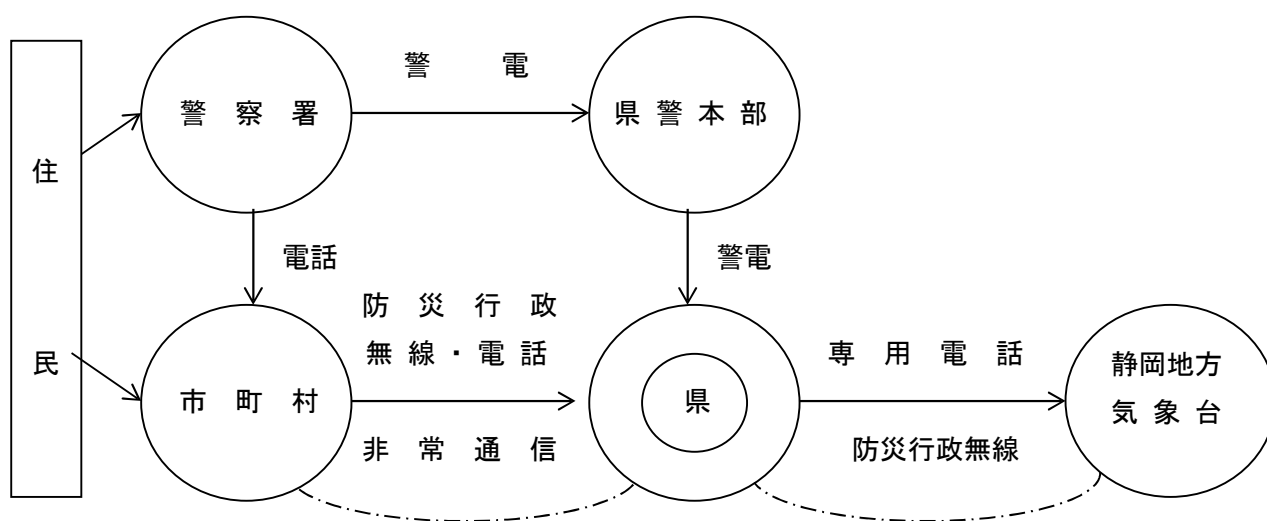 警 電
警 察 署
県 警 本 部
住
民
電話
警電
防 災 行 政
無 線 ・ 電 話
市 町 村
非 常 通 信
県
専 用 電 話
防災行政無線
静岡地方
気 象 台